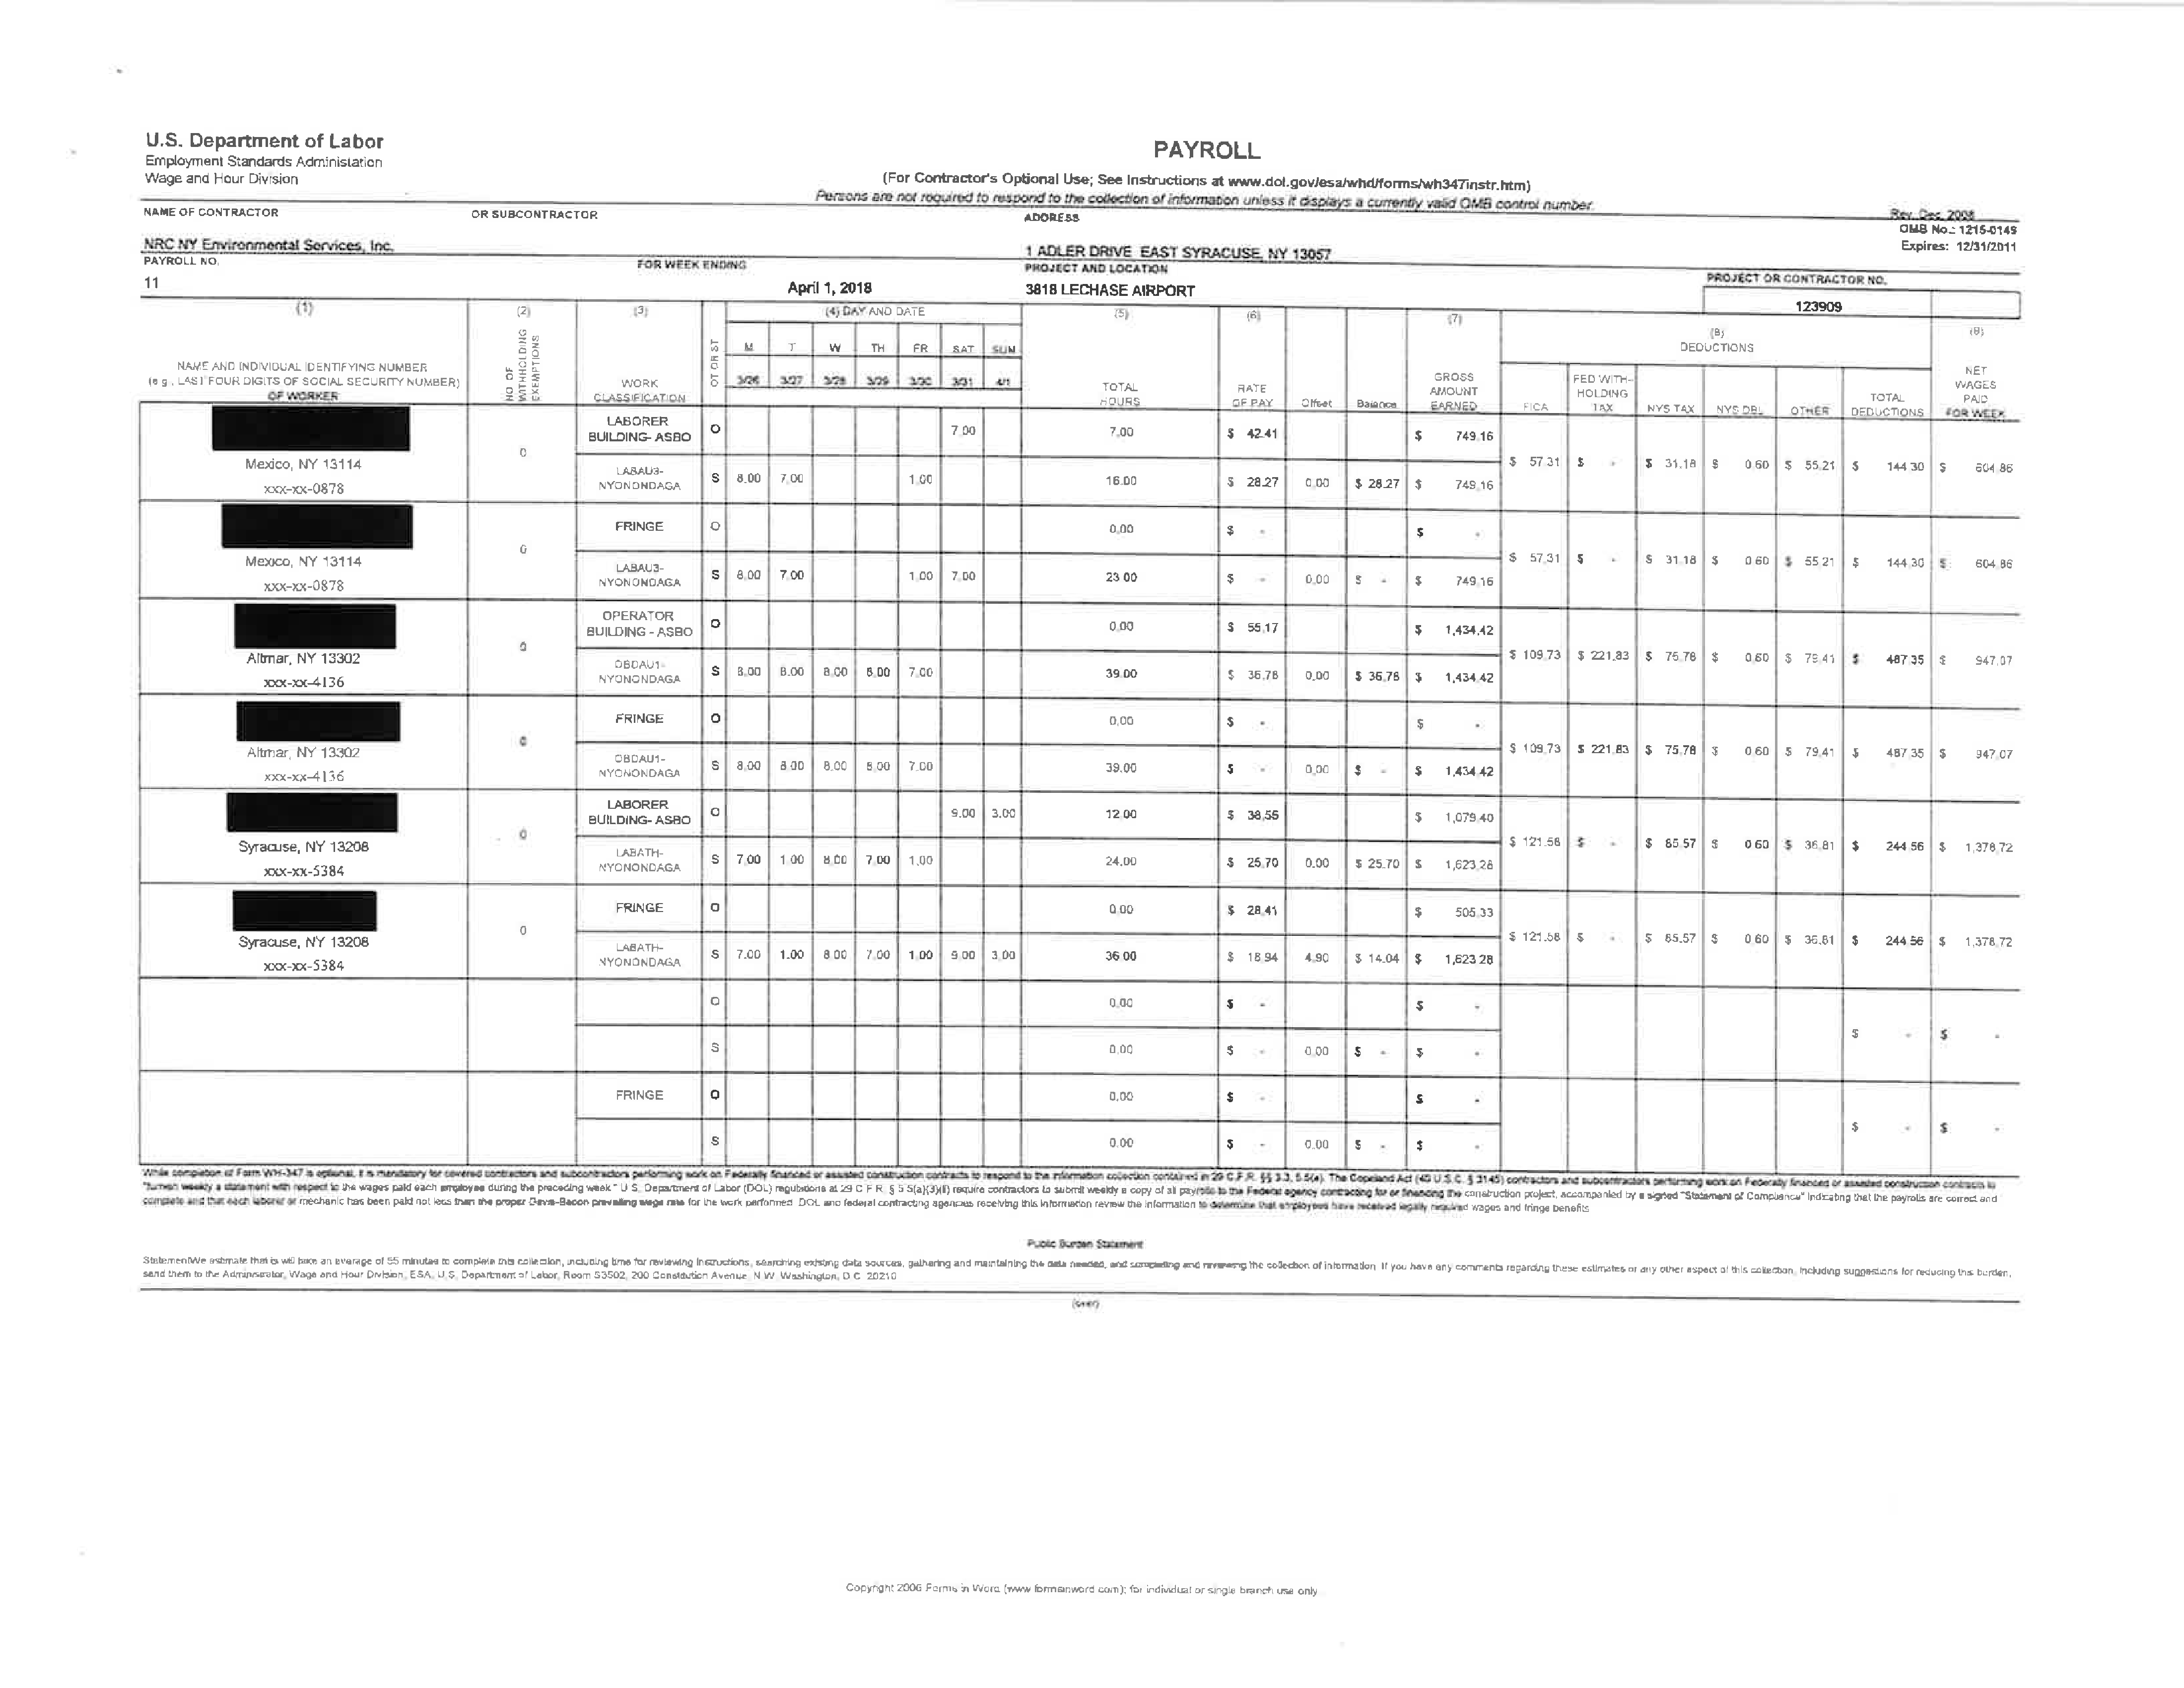 U.S. Department of Labor
Employment Standards Administation
Wage and Hour Division
PAYROLL
(For Contractor's Optional Use; See Instructions at www.dol.gov/esa/whd/forms/wh347instr.htm)
Persons are not required to respond to the collection of information unless it displays a currently valid OMB control number.
Rev. Dec. 2008
OMB No.: 1215-0149
Expires: 12/31/2011
NAME OF CONTRACTOR OR SUBCONTRACTOR ADDRESS
NRC NY Environmental Services, Inc. 1 ADLER DRIVE EAST SYRACUSE, NY 13057
PAYROLL NO. FOR WEEK ENDING PROJECT AND LOCATION PROJECT OR CONTRACTOR NO.
11 April 1, 2018 3818 LECHASE AIRPORT 123909
(1) (2) (3) (4) DAY AND DATE (5) (6) (7) (8) (9)
NAME AND INDIVIDUAL IDENTIFYING NUMBER
(e.g., LAST FOUR DIGITS OF SOCIAL SECURITY NUMBER)
OF WORKER
NO. OF WITHHOLDING EXEMPTIONS
WORK CLASSIFICATION
OT OR ST
M T W TH FR SAT SUN
3/26 3/27 3/28 3/29 3/30 3/31 4/1
TOTAL HOURS
RATE OF PAY Offset Balance
GROSS AMOUNT EARNED
DEDUCTIONS
FICA FED WITH-HOLDING TAX NYS TAX NYS DBL OTHER TOTAL DEDUCTIONS
NET WAGES PAID FOR WEEK
LABORER BUILDING- ASBO O 7.00 7.00 $ 42.41 $ 749.16
Mexico, NY 13114
xxx-xx-0878
0
LABAU3-NYONONDAGA S 8.00 7.00 1.00 16.00 $ 28.27 0.00 $ 28.27 $ 749.16
$ 57.31 $ - $ 31.18 $ 0.60 $ 55.21 $ 144.30 $ 604.86
FRINGE O 0.00 $ - $ -
Mexico, NY 13114
xxx-xx-0878
0
LABAU3-NYONONDAGA S 8.00 7.00 1.00 7.00 23.00 $ - 0.00 $ - $ 749.16
$ 57.31 $ - $ 31.18 $ 0.60 $ 55.21 $ 144.30 $ 604.86
OPERATOR BUILDING - ASBO O 0.00 $ 55.17 $ 1,434.42
Altmar, NY 13302
xxx-xx-4136
0
OBDAU1-NYONONDAGA S 8.00 8.00 8.00 8.00 7.00 39.00 $ 36.78 0.00 $ 36.78 $ 1,434.42
$ 109.73 $ 221.83 $ 75.78 $ 0.60 $ 79.41 $ 487.35 $ 947.07
FRINGE O 0.00 $ - $ -
Altmar, NY 13302
xxx-xx-4136
0
OBDAU1-NYONONDAGA S 8.00 8.00 8.00 8.00 7.00 39.00 $ - 0.00 $ - $ 1,434.42
$ 109.73 $ 221.83 $ 75.78 $ 0.60 $ 79.41 $ 487.35 $ 947.07
LABORER BUILDING- ASBO O 9.00 3.00 12.00 $ 38.55 $ 1,079.40
Syracuse, NY 13208
xxx-xx-5384
0
LABATH-NYONONDAGA S 7.00 1.00 8.00 7.00 1.00 24.00 $ 25.70 0.00 $ 25.70 $ 1,623.28
$ 121.58 $ - $ 85.57 $ 0.60 $ 36.81 $ 244.56 $ 1,378.72
FRINGE O 0.00 $ 28.41 $ 505.33
Syracuse, NY 13208
xxx-xx-5384
0
LABATH-NYONONDAGA S 7.00 1.00 8.00 7.00 1.00 9.00 3.00 36.00 $ 18.94 4.90 $ 14.04 $ 1,623.28
$ 121.58 $ - $ 85.57 $ 0.60 $ 36.81 $ 244.56 $ 1,378.72
O 0.00 $ - $ -
$ - $ -
S 0.00 $ - 0.00 $ - $ -
FRINGE O 0.00 $ - $ -
$ - $ -
S 0.00 $ - 0.00 $ - $ -
While completion of Form WH-347 is optional, it is mandatory for covered contractors and subcontractors performing work on Federally financed or assisted construction contracts to respond to the information collection contained in 29 C.F.R. §§ 3.3, 5.5(a). The Copeland Act (40 U.S.C. § 3145) contractors and subcontractors performing work on Federally financed or assisted construction contracts to
"furnish weekly a statement with respect to the wages paid each employee during the preceding week." U.S. Department of Labor (DOL) regulations at 29 C.F.R. § 5.5(a)(3)(ii) require contractors to submit weekly a copy of all payrolls to the Federal agency contracting for or financing the construction project, accompanied by a signed "Statement of Compliance" indicating that the payrolls are correct and
complete and that each laborer or mechanic has been paid not less than the proper Davis-Bacon prevailing wage rate for the work performed. DOL and federal contracting agencies receiving this information review the information to determine that employees have received legally required wages and fringe benefits.
Public Burden Statement
StatementWe estimate that is will take an average of 55 minutes to complete this collection, including time for reviewing instructions, searching existing data sources, gathering and maintaining the data needed, and completing and reviewing the collection of information. If you have any comments regarding these estimates or any other aspect of this collection, including suggestions for reducing this burden,
send them to the Administrator, Wage and Hour Division, ESA, U.S. Department of Labor, Room S3502, 200 Constitution Avenue, N.W. Washington, D.C. 20210
(over)
Copyright 2006 Forms in Word (www.formsinword.com); for individual or single branch use only.